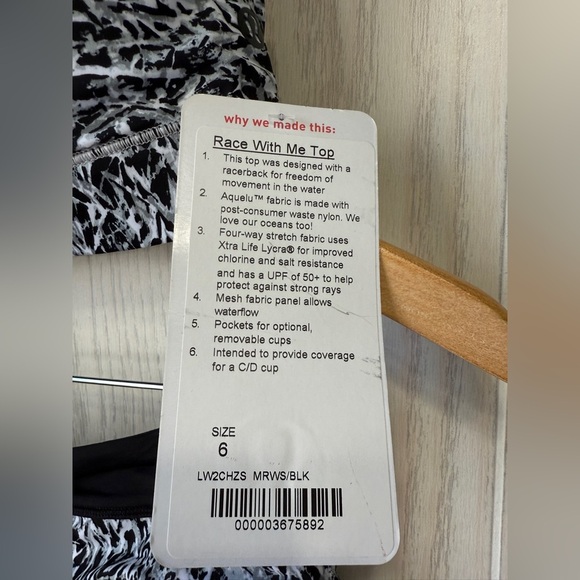 why we made this:
Race With Me Top
1. This top was designed with a
racerback for freedom of
movement in the water
2. Aquelu™ fabric is made with
post-consumer waste nylon. We
love our oceans too!
3. Four-way stretch fabric uses
Xtra Life Lycra® for improved
chlorine and salt resistance
and has a UPF of 50+ to help
protect against strong rays
4. Mesh fabric panel allows
waterflow
5. Pockets for optional,
removable cups
6. Intended to provide coverage
for a C/D cup
SIZE
6
LW2CHZS MRWS/BLK
000003675892